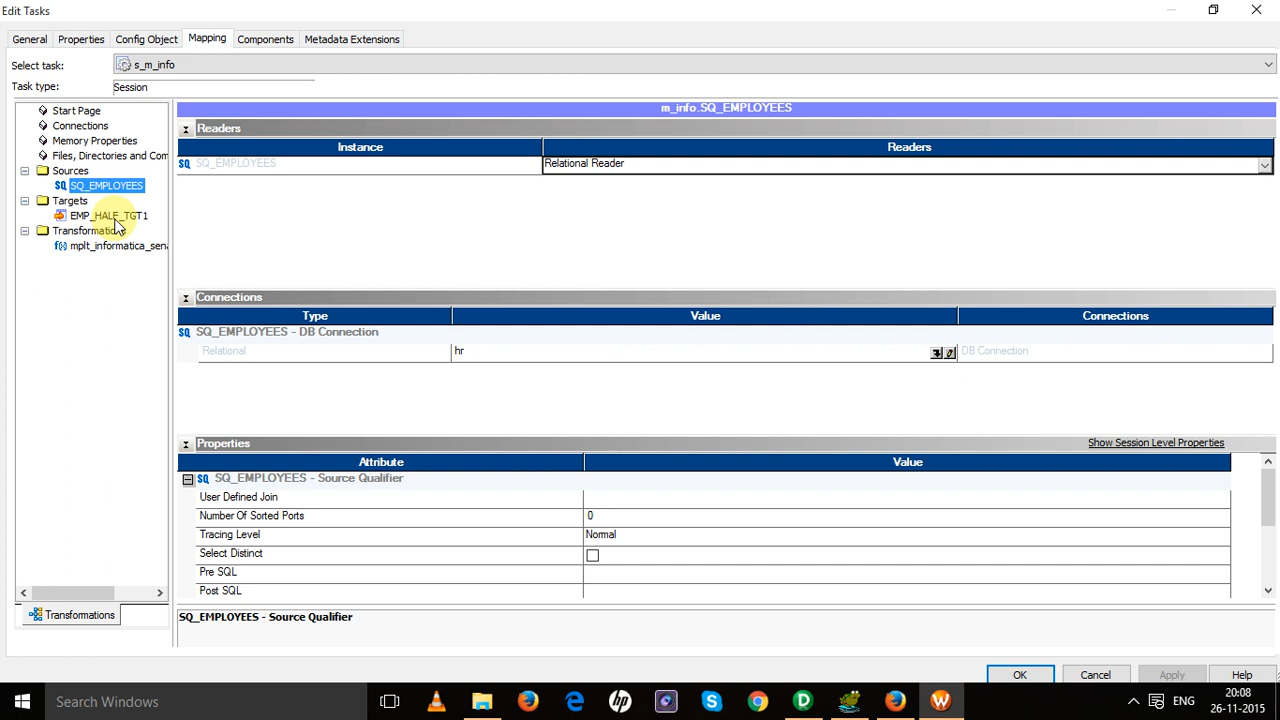 Edit Tasks
General Properties Config Object Mapping Components Metadata Extensions
Select task: s_m_info
Task type: Session
Start Page
Connections
Memory Properties
Files, Directories and Com
Sources
SQ_EMPLOYEES
Targets
EMP_HALF_TGT1
Transformations
mplt_informatica_sena
Transformations
m_info.SQ_EMPLOYEES
Readers
Instance Readers
SQ_EMPLOYEES Relational Reader
Connections
Type Value Connections
SQ_EMPLOYEES - DB Connection
Relational hr DB Connection
Properties Show Session Level Properties
Attribute Value
SQ_EMPLOYEES - Source Qualifier
User Defined Join
Number Of Sorted Ports 0
Tracing Level Normal
Select Distinct
Pre SQL
Post SQL
SQ_EMPLOYEES - Source Qualifier
OK Cancel Apply Help
Search Windows
ENG
20:08
26-11-2015